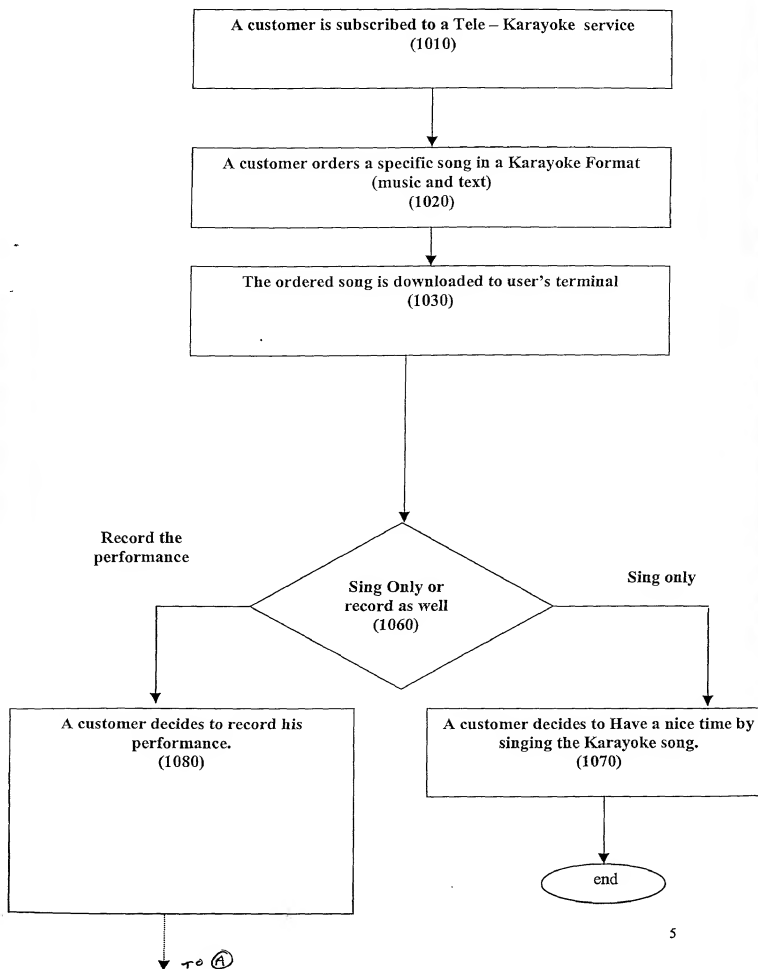 A customer is subscribed to a Tele – Karayoke service
(1010)
A customer orders a specific song in a Karayoke Format
(music and text)
(1020)
The ordered song is downloaded to user's terminal
(1030)
Record the
performance
Sing Only or
record as well
(1060)
Sing only
A customer decides to record his
performance.
(1080)
A customer decides to Have a nice time by
singing the Karayoke song.
(1070)
end
5
TO A